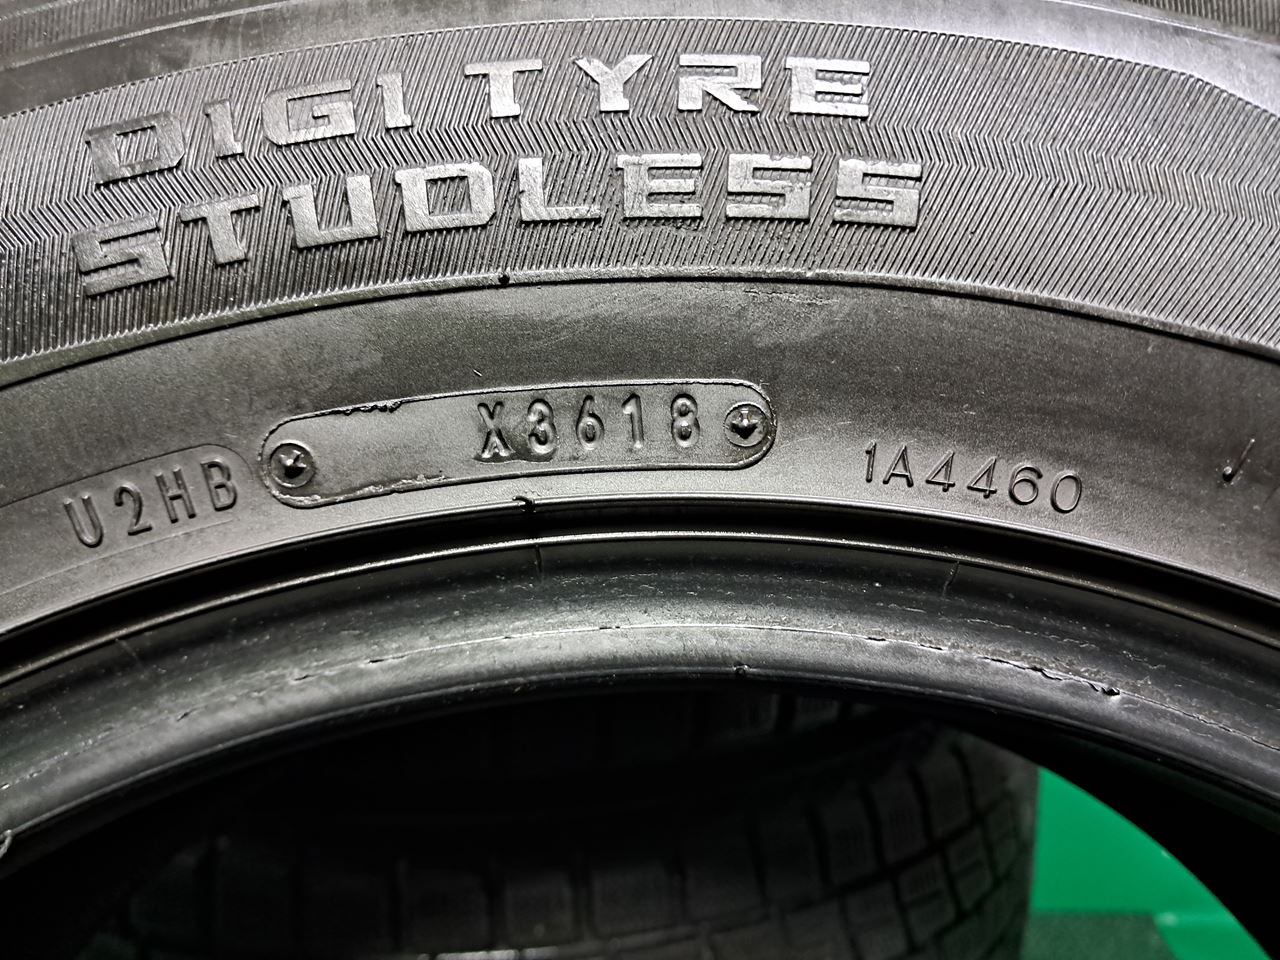 DIGI TYRE
STUDLESS
U2HB X3618 1A4460